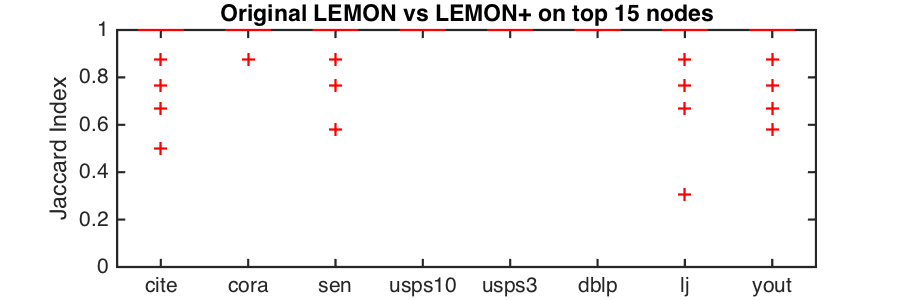 Original LEMON vs LEMON+ on top 15 nodes
Jaccard Index
1
0.8
0.6
0.4
0.2
0
cite cora sen usps10 usps3 dblp lj yout